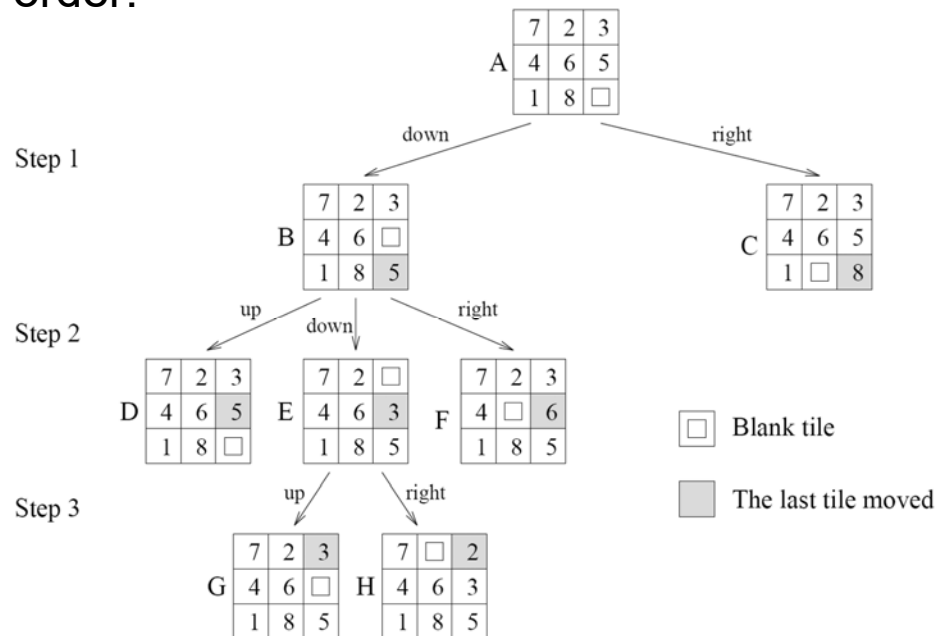 order.
7 2 3
A 4 6 5
1 8
down right
Step 1
7 2 3 7 2 3
B 4 6 C 4 6 5
1 8 5 1 8
up down right
Step 2
7 2 3 7 2 7 2 3
D 4 6 5 E 4 6 3 F 4 6
1 8 1 8 5 1 8 5
Blank tile
up right
The last tile moved
Step 3
7 2 3 7 2
G 4 6 H 4 6 3
1 8 5 1 8 5